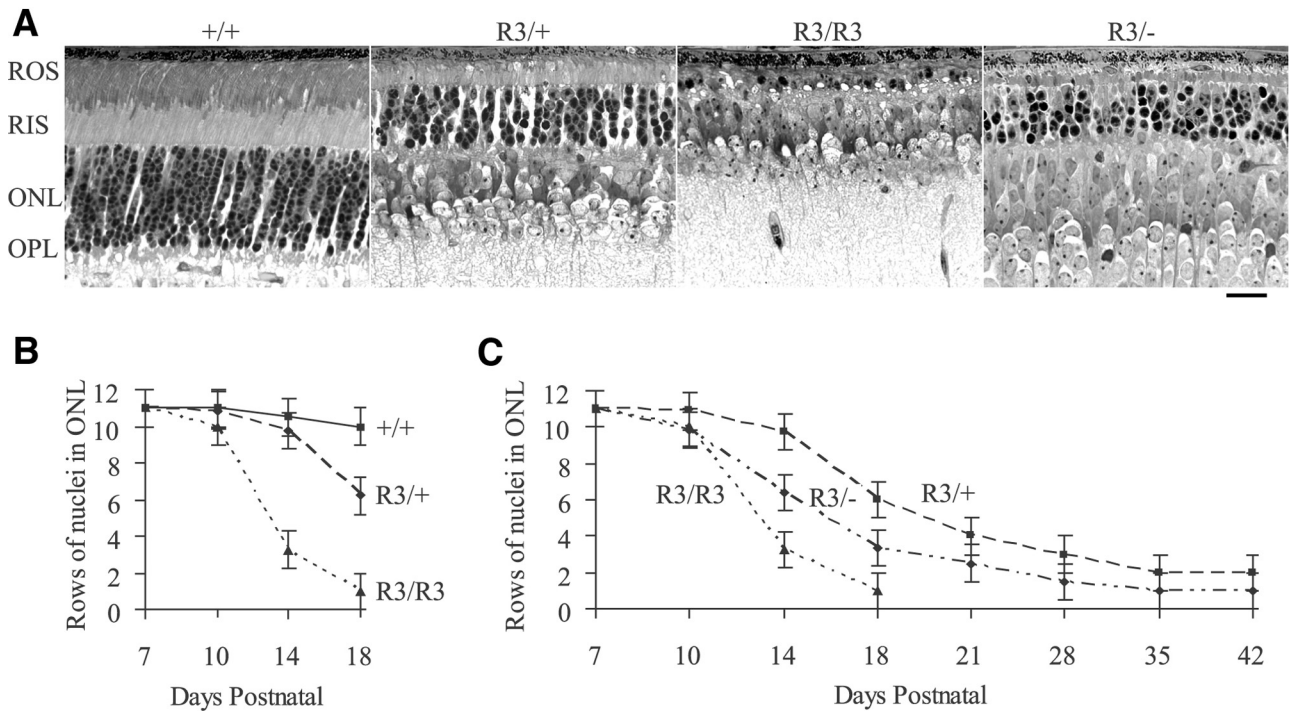 A
+/+ R3/+ R3/R3 R3/-
ROS
RIS
ONL
OPL
B
Rows of nuclei in ONL
12
10
8
6
4
2
0
+/+
R3/+
R3/R3
7 10 14 18
Days Postnatal
C
Rows of nuclei in ONL
12
10
8
6
4
2
0
R3/R3 R3/- R3/+
7 10 14 18 21 28 35 42
Days Postnatal